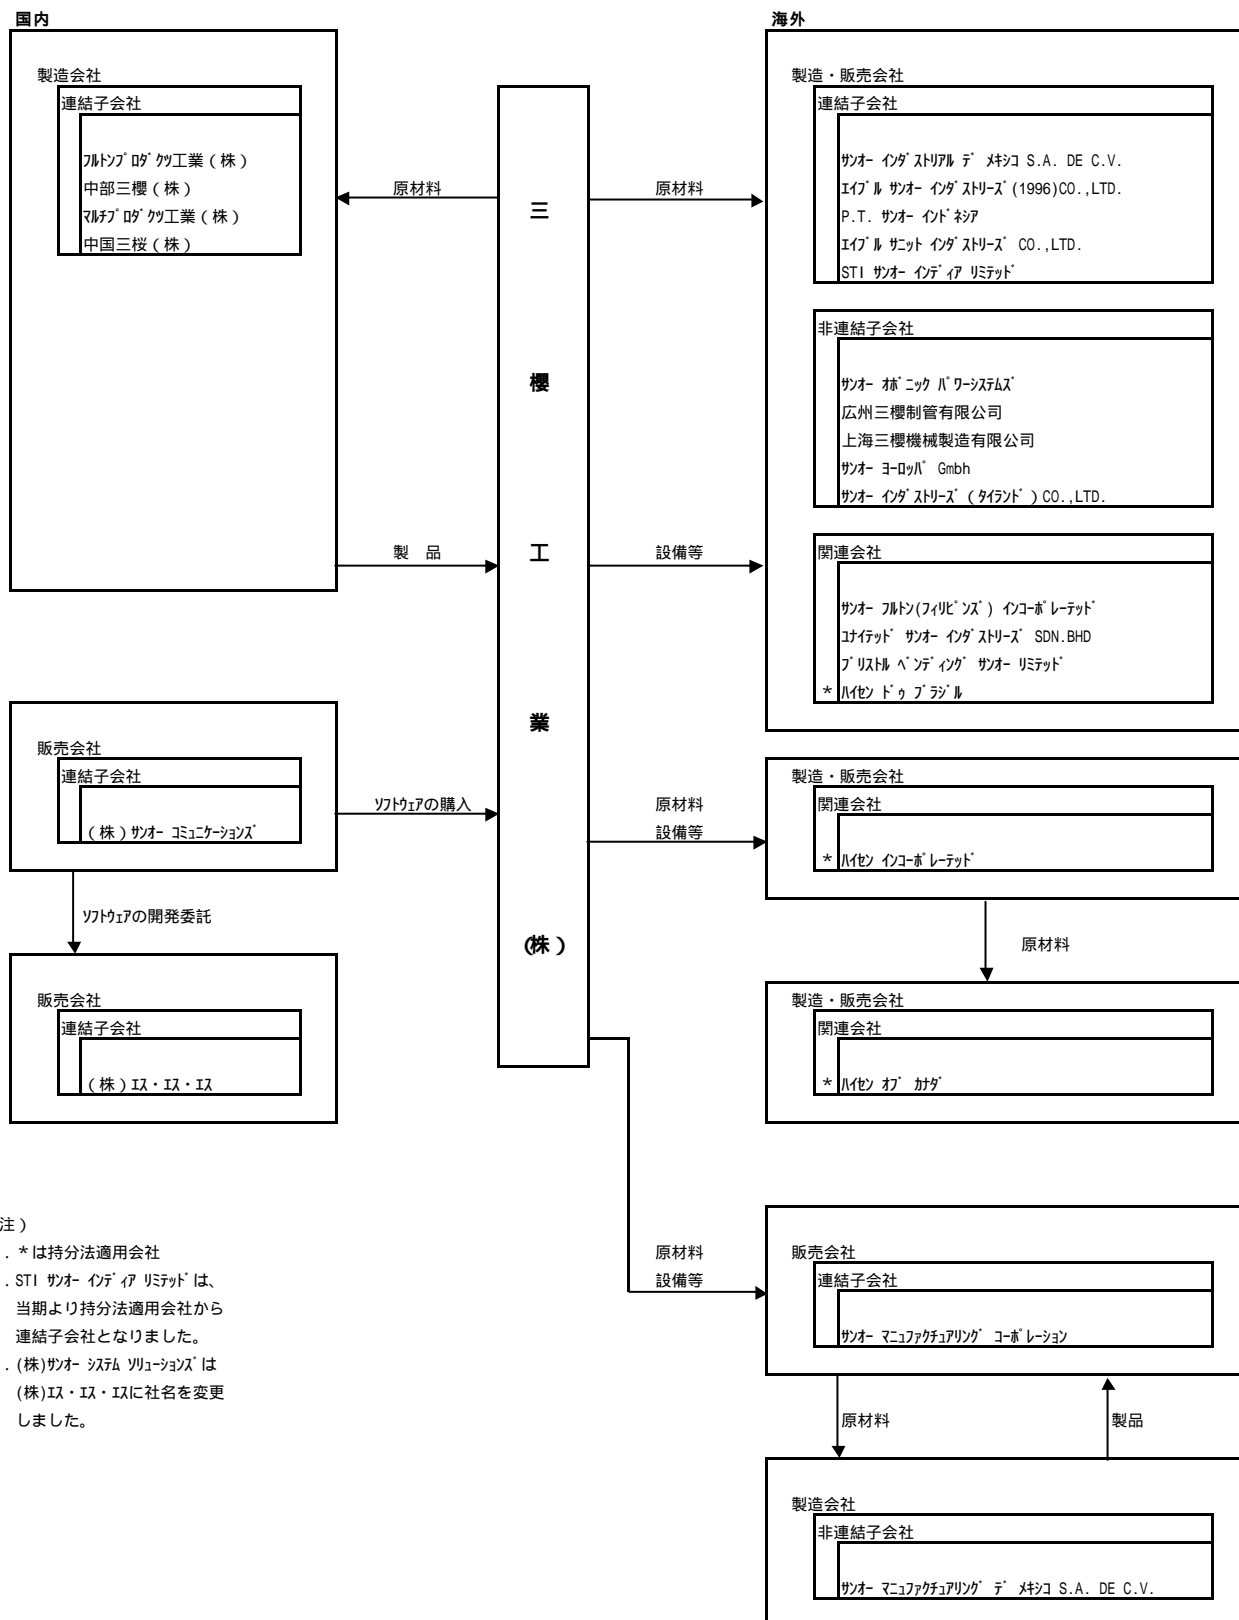 国内
製造会社
連結子会社
フルトンプロダクツ工業(株)
中部三櫻(株)
マルチプロダクツ工業(株)
中国三桜(株)
原材料
製 品
販売会社
連結子会社
(株)サンオー コミュニケーションズ
ソフトウェアの購入
ソフトウェアの開発委託
販売会社
連結子会社
(株)エス・エス・エス
三
櫻
工
業
(株)
海外
原材料
設備等
製造・販売会社
連結子会社
サンオー インダストリアル デ メキシコ S.A. DE C.V.
エイブル サンオー インダストリーズ(1996)CO.,LTD.
P.T. サンオー インドネシア
エイブル サニット インダストリーズ CO.,LTD.
STI サンオー インディア リミテッド
非連結子会社
サンオー オボニック パワーシステムズ
広州三櫻制管有限公司
上海三櫻機械製造有限公司
サンオー ヨーロッパ Gmbh
サンオー インダストリーズ(タイランド)CO.,LTD.
関連会社
サンオー フルトン(フィリピンズ) インコーポレーテッド
ユナイテッド サンオー インダストリーズ SDN.BHD
ブリストル ベンディング サンオー リミテッド
* ハイセン ドゥ ブラジル
原材料
設備等
製造・販売会社
関連会社
* ハイセン インコーポレーテッド
原材料
製造・販売会社
関連会社
* ハイセン オブ カナダ
原材料
設備等
販売会社
連結子会社
サンオー マニュファクチュアリング コーポレーション
原材料
製品
製造会社
非連結子会社
サンオー マニュファクチュアリング デ メキシコ S.A. DE C.V.
注)
. *は持分法適用会社
. STI サンオー インディア リミテッドは、
当期より持分法適用会社から
連結子会社となりました。
. (株)サンオー システム ソリューションズは
(株)エス・エス・エスに社名を変更
しました。